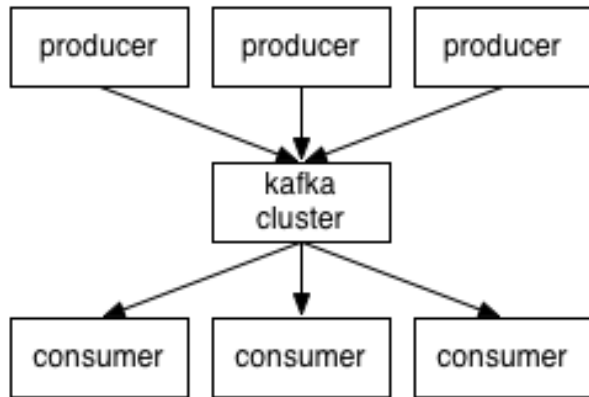 producer producer producer
kafka
cluster
consumer consumer consumer